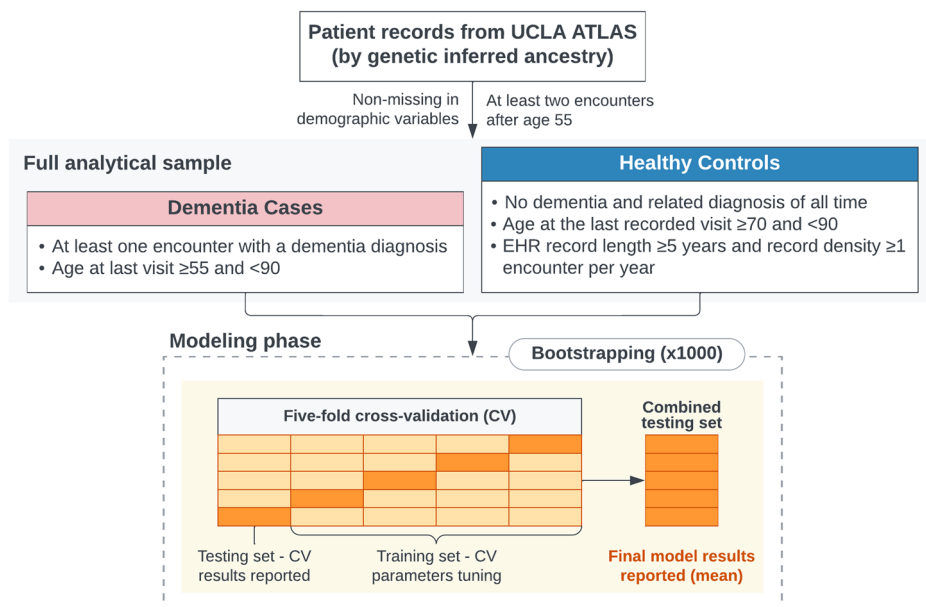 Patient records from UCLA ATLAS
(by genetic inferred ancestry)
Non-missing in
demographic variables
At least two encounters
after age 55
Full analytical sample
Dementia Cases
• At least one encounter with a dementia diagnosis
• Age at last visit ≥55 and <90
Healthy Controls
• No dementia and related diagnosis of all time
• Age at the last recorded visit ≥70 and <90
• EHR record length ≥5 years and record density ≥1
encounter per year
Modeling phase
Bootstrapping (x1000)
Five-fold cross-validation (CV)
Combined
testing set
Testing set - CV
results reported
Training set - CV
parameters tuning
Final model results
reported (mean)